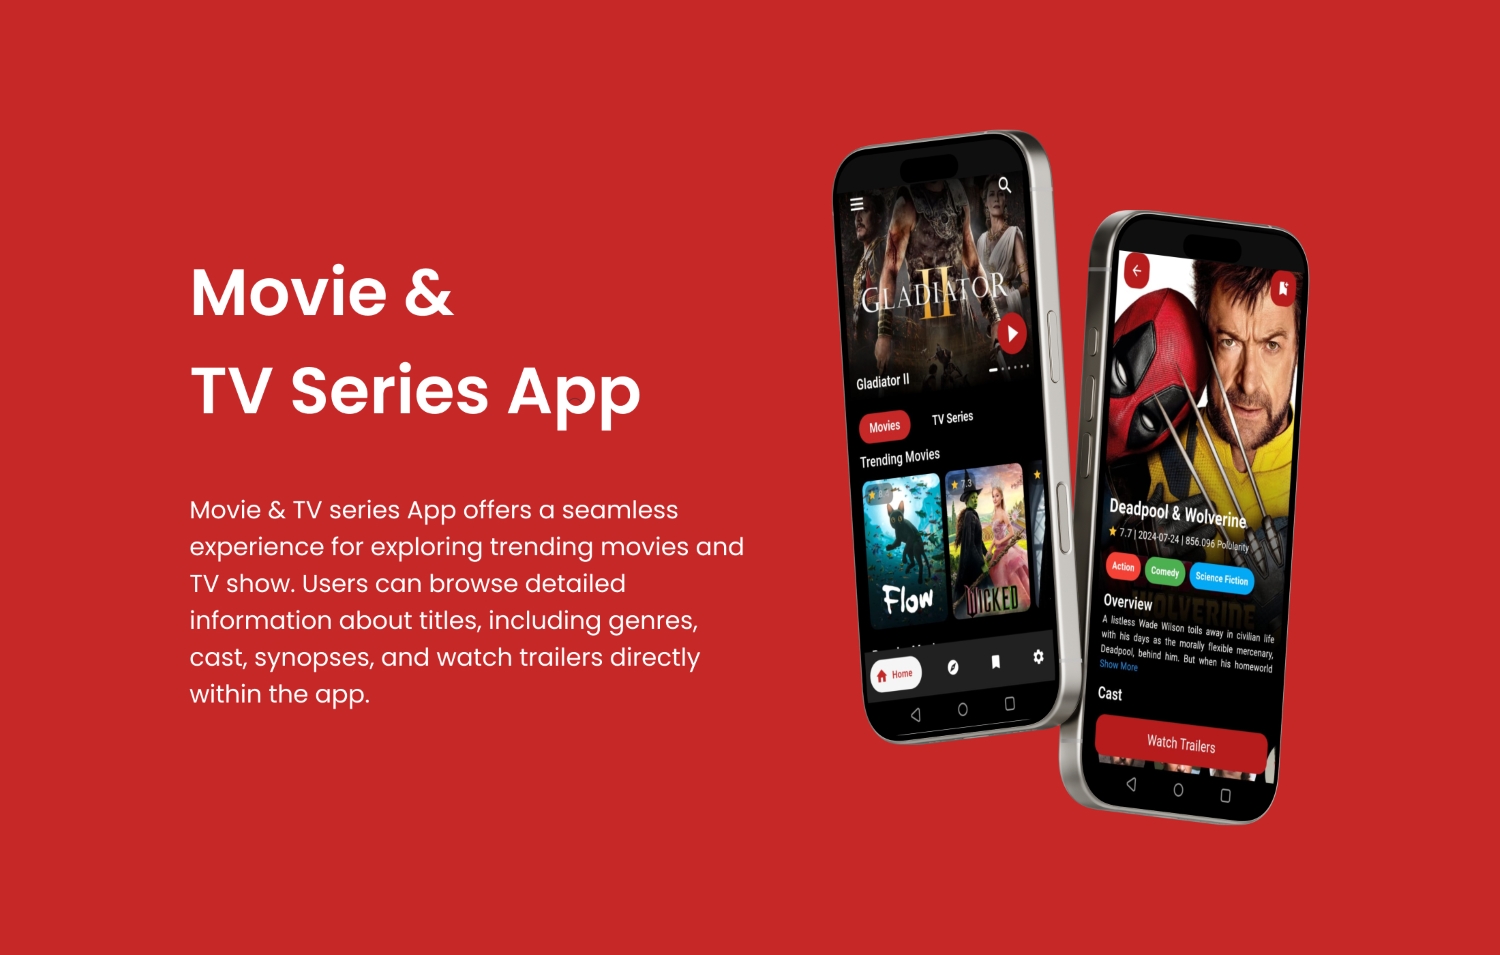 Movie &
TV Series App
Movie & TV series App offers a seamless
experience for exploring trending movies and
TV show. Users can browse detailed
information about titles, including genres,
cast, synopses, and watch trailers directly
within the app.
GLADIATOR
II
Gladiator II
Movies
TV Series
Trending Movies
7.3
Flow
WICKED
Home
Deadpool & Wolverine
7.7 | 2024-07-24 | 856.096 Polularity
Action
Comedy
Science Fiction
WOLVERINE
Overview
A listless Wade Wilson toils away in civilian life
with his days as the morally flexible mercenary,
Deadpool, behind him. But when his homeworld
Show More
Cast
Watch Trailers